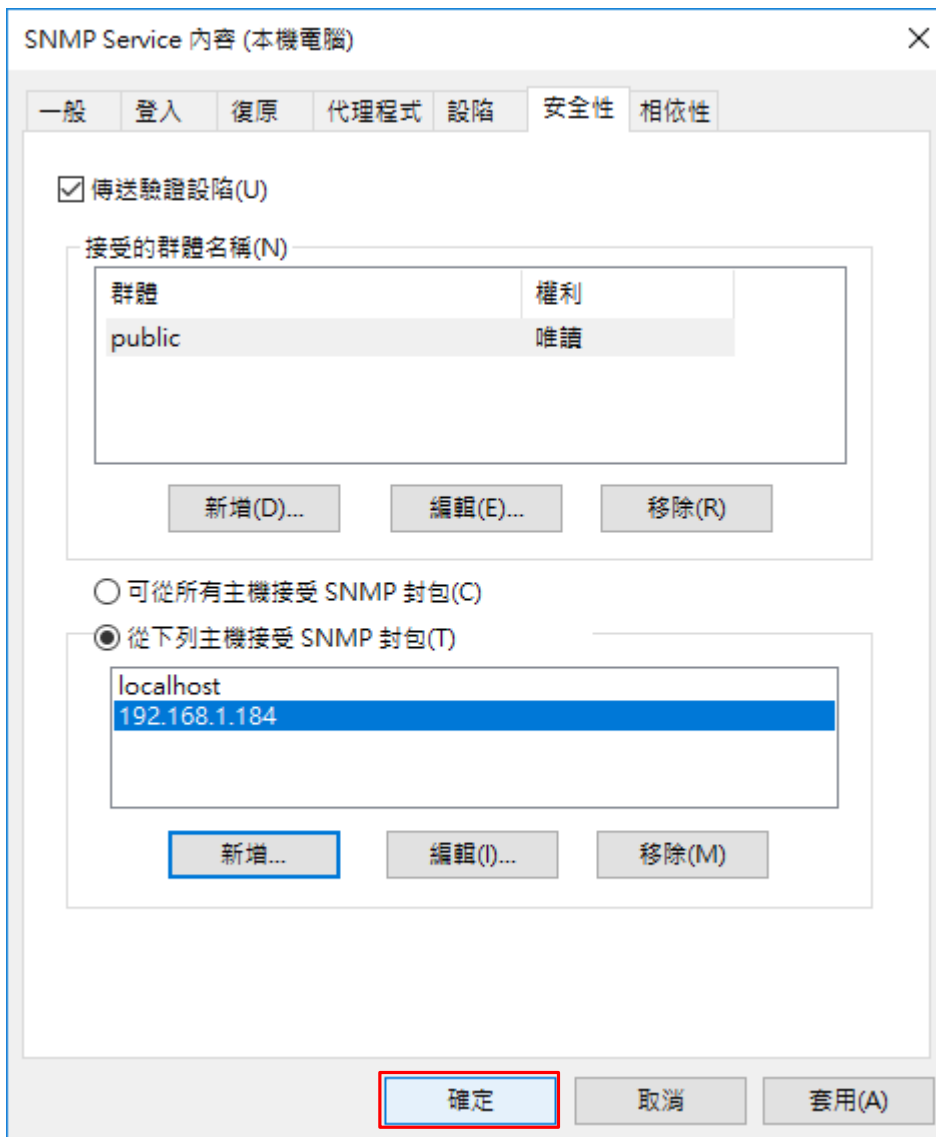 SNMP Service 內容 (本機電腦)
一般 登入 復原 代理程式 設陷 安全性 相依性
傳送驗證設陷(U)
接受的群體名稱(N)
群體 權利
public 唯讀
新增(D)... 編輯(E)... 移除(R)
可從所有主機接受 SNMP 封包(C)
從下列主機接受 SNMP 封包(T)
localhost
192.168.1.184
新增... 編輯(I)... 移除(M)
確定 取消 套用(A)